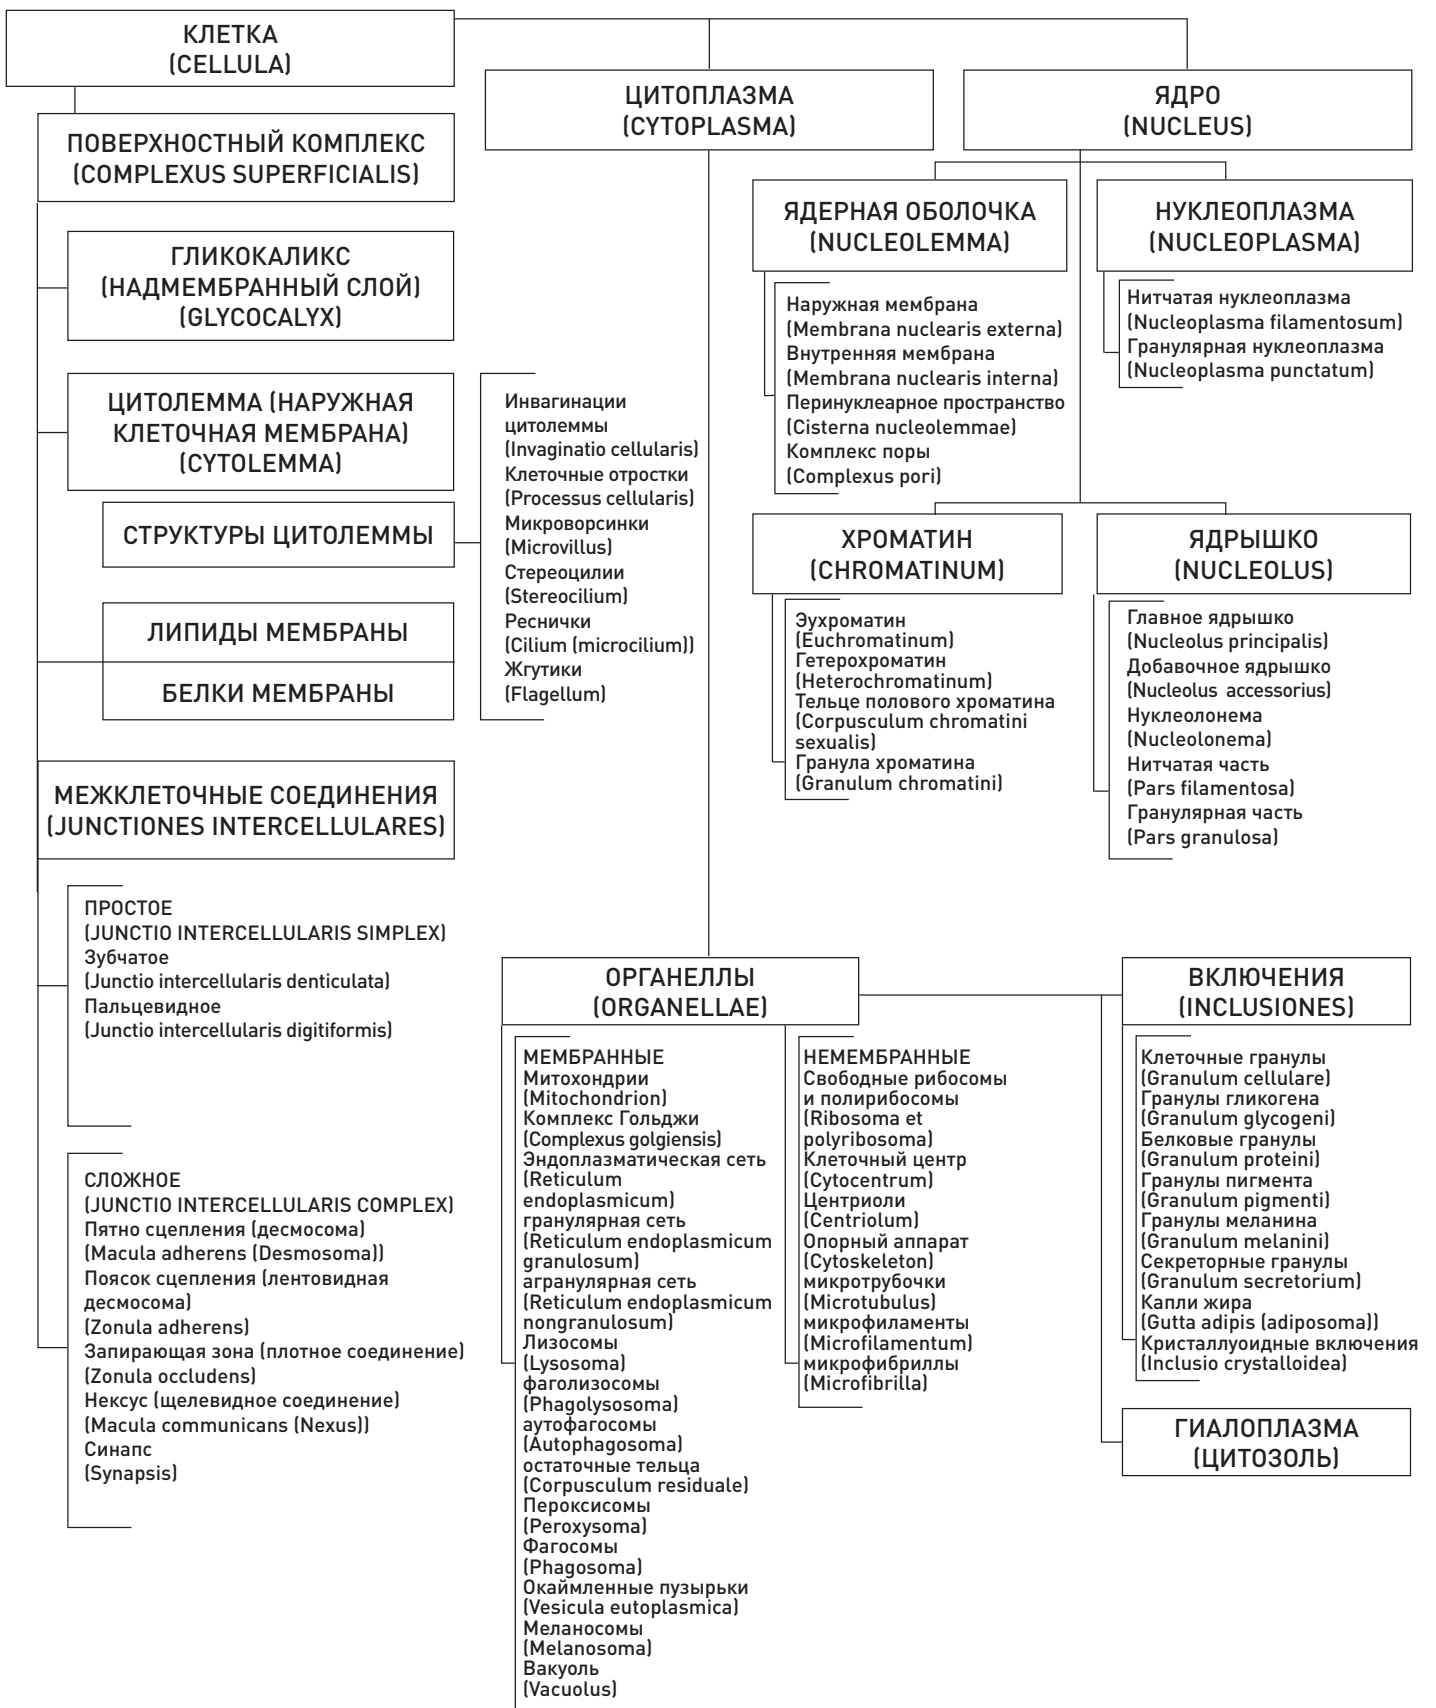 КЛЕТКА
(CELLULA)
ПОВЕРХНОСТНЫЙ КОМПЛЕКС
(COMPLEXUS SUPERFICIALIS)
ГЛИКОКАЛИКС
(НАДМЕМБРАННЫЙ СЛОЙ)
(GLYCOCALYX)
ЦИТОЛЕММА (НАРУЖНАЯ
КЛЕТОЧНАЯ МЕМБРАНА)
(CYTOLEMMA)
СТРУКТУРЫ ЦИТОЛЕММЫ
Инвагинации
цитолеммы
(Invaginatio cellularis)
Клеточные отростки
(Processus cellularis)
Микроворсинки
(Microvillus)
Стереоцилии
(Stereocilium)
Реснички
(Cilium (microcilium))
Жгутики
(Flagellum)
ЛИПИДЫ МЕМБРАНЫ
БЕЛКИ МЕМБРАНЫ
МЕЖКЛЕТОЧНЫЕ СОЕДИНЕНИЯ
(JUNCTIONES INTERCELLULARES)
ПРОСТОЕ
(JUNCTIO INTERCELLULARIS SIMPLEX)
Зубчатое
(Junctio intercellularis denticulata)
Пальцевидное
(Junctio intercellularis digitiformis)
СЛОЖНОЕ
(JUNCTIO INTERCELLULARIS COMPLEX)
Пятно сцепления (десмосома)
(Macula adherens (Desmosoma))
Поясок сцепления (лентовидная
десмосома)
(Zonula adherens)
Запирающая зона (плотное соединение)
(Zonula occludens)
Нексус (щелевидное соединение)
(Macula communicans (Nexus))
Синапс
(Synapsis)
ЦИТОПЛАЗМА
(CYTOPLASMA)
ОРГАНЕЛЛЫ
(ORGANELLAE)
МЕМБРАННЫЕ
Митохондрии
(Mitochondrion)
Комплекс Гольджи
(Complexus golgiensis)
Эндоплазматическая сеть
(Reticulum
endoplasmicum)
гранулярная сеть
(Reticulum endoplasmicum
granulosum)
агранулярная сеть
(Reticulum endoplasmicum
nongranulosum)
Лизосомы
(Lysosoma)
фаголизосомы
(Phagolysosoma)
аутофагосомы
(Autophagosoma)
остаточные тельца
(Corpusculum residuale)
Пероксисомы
(Peroxysoma)
Фагосомы
(Phagosoma)
Окаймленные пузырьки
(Vesicula eutoplasmica)
Меланосомы
(Melanosoma)
Вакуоль
(Vacuolus)
НЕМЕМБРАННЫЕ
Свободные рибосомы
и полирибосомы
(Ribosoma et
polyribosoma)
Клеточный центр
(Cytocentrum)
Центриоли
(Centriolum)
Опорный аппарат
(Cytoskeleton)
микротрубочки
(Microtubulus)
микрофиламенты
(Microfilamentum)
микрофибриллы
(Microfibrilla)
ВКЛЮЧЕНИЯ
(INCLUSIONES)
Клеточные гранулы
(Granulum cellulare)
Гранулы гликогена
(Granulum glycogeni)
Белковые гранулы
(Granulum proteini)
Гранулы пигмента
(Granulum pigmenti)
Гранулы меланина
(Granulum melanini)
Секреторные гранулы
(Granulum secretorium)
Капли жира
(Gutta adipis (adiposoma))
Кристаллуоидные включения
(Inclusio crystalloidea)
ГИАЛОПЛАЗМА
(ЦИТОЗОЛЬ)
ЯДРО
(NUCLEUS)
ЯДЕРНАЯ ОБОЛОЧКА
(NUCLEOLEMMA)
Наружная мембрана
(Membrana nuclearis externa)
Внутренняя мембрана
(Membrana nuclearis interna)
Перинуклеарное пространство
(Cisterna nucleolemmae)
Комплекс поры
(Complexus pori)
НУКЛЕОПЛАЗМА
(NUCLEOPLASMA)
Нитчатая нуклеоплазма
(Nucleoplasma filamentosum)
Гранулярная нуклеоплазма
(Nucleoplasma punctatum)
ХРОМАТИН
(CHROMATINUM)
Эухроматин
(Euchromatinum)
Гетерохроматин
(Heterochromatinum)
Тельце полового хроматина
(Corpusculum chromatini
sexualis)
Гранула хроматина
(Granulum chromatini)
ЯДРЫШКО
(NUCLEOLUS)
Главное ядрышко
(Nucleolus principalis)
Добавочное ядрышко
(Nucleolus accessorius)
Нуклеолонема
(Nucleolonema)
Нитчатая часть
(Pars filamentosa)
Гранулярная часть
(Pars granulosa)